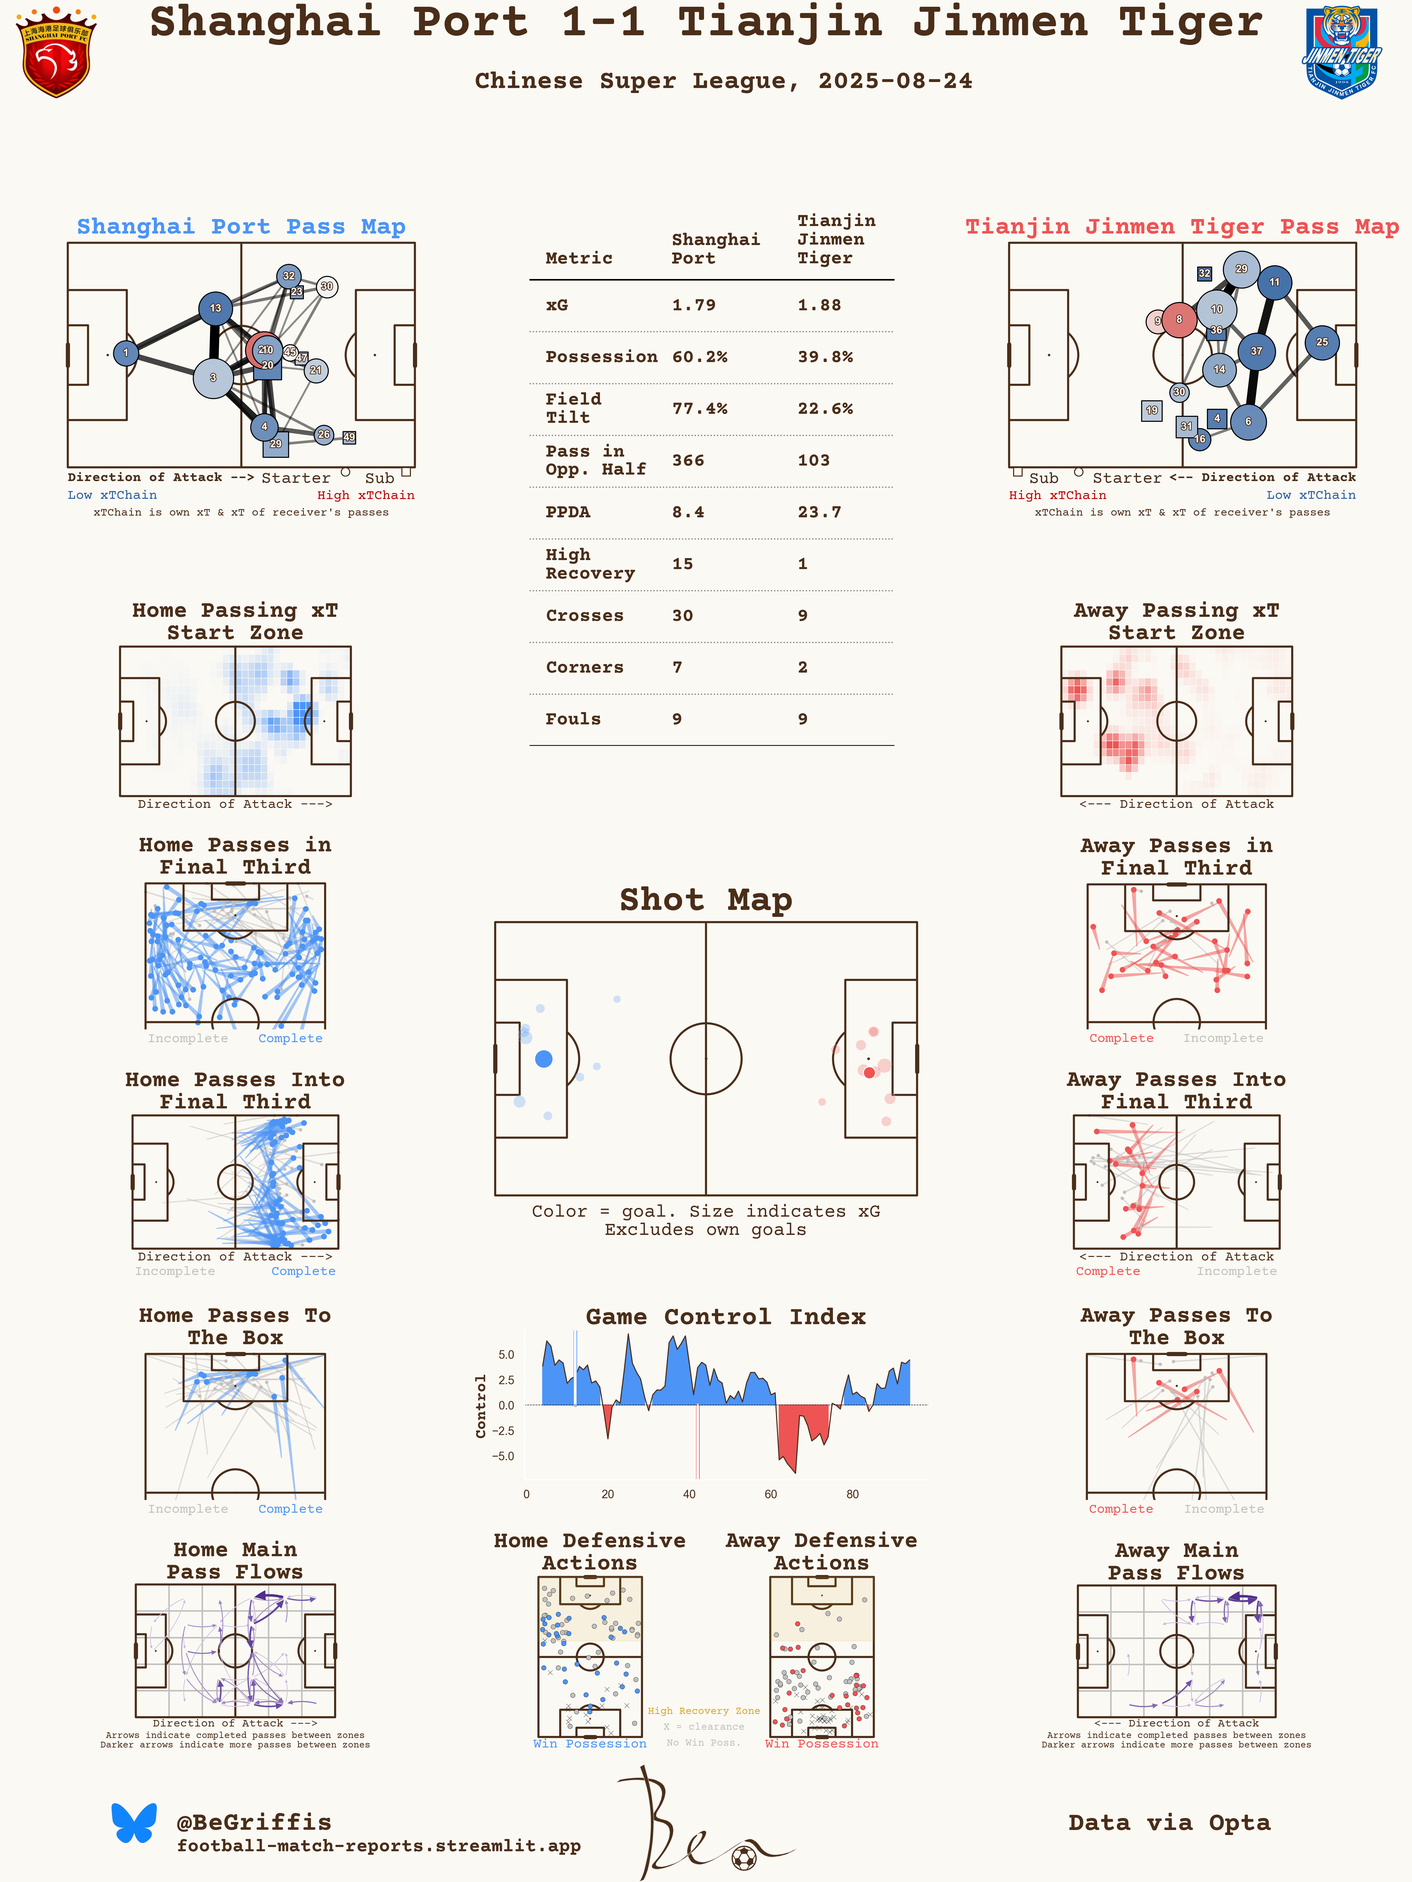 Shanghai Port 1-1 Tianjin Jinmen Tiger
Chinese Super League, 2025-08-24
上海海港足球俱乐部
SHANGHAI PORT FC
JINMEN TIGER
TIANJIN JINMEN TIGER FC
Shanghai Port Pass Map
32
23
30
13
1
20
45
47
20
21
3
4
29
26
49
Direction of Attack --> Starter Sub
Low xTChain High xTChain
xTChain is own xT & xT of receiver's passes
Metric Shanghai Port Tianjin Jinmen Tiger
xG 1.79 1.88
Possession 60.2% 39.8%
Field Tilt 77.4% 22.6%
Pass in Opp. Half 366 103
PPDA 8.4 23.7
High Recovery 15 1
Crosses 30 9
Corners 7 2
Fouls 9 9
Tianjin Jinmen Tiger Pass Map
32
29
11
10
9
8
36
37
25
14
30
19
31
4
6
16
Sub Starter <-- Direction of Attack
High xTChain Low xTChain
xTChain is own xT & xT of receiver's passes
Home Passing xT
Start Zone
Direction of Attack --->
Away Passing xT
Start Zone
<--- Direction of Attack
Home Passes in
Final Third
Incomplete Complete
Away Passes in
Final Third
Complete Incomplete
Shot Map
Color = goal. Size indicates xG
Excludes own goals
Home Passes Into
Final Third
Direction of Attack --->
Incomplete Complete
Away Passes Into
Final Third
<--- Direction of Attack
Complete Incomplete
Home Passes To
The Box
Incomplete Complete
Game Control Index
Control
5.0
2.5
0.0
−2.5
−5.0
0 20 40 60 80
Away Passes To
The Box
Complete Incomplete
Home Main
Pass Flows
Direction of Attack --->
Arrows indicate completed passes between zones
Darker arrows indicate more passes between zones
Home Defensive
Actions
Win Possession
High Recovery Zone
X = clearance
No Win Poss.
Away Defensive
Actions
Win Possession
Away Main
Pass Flows
<--- Direction of Attack
Arrows indicate completed passes between zones
Darker arrows indicate more passes between zones
@BeGriffis
football-match-reports.streamlit.app
Ben
Data via Opta